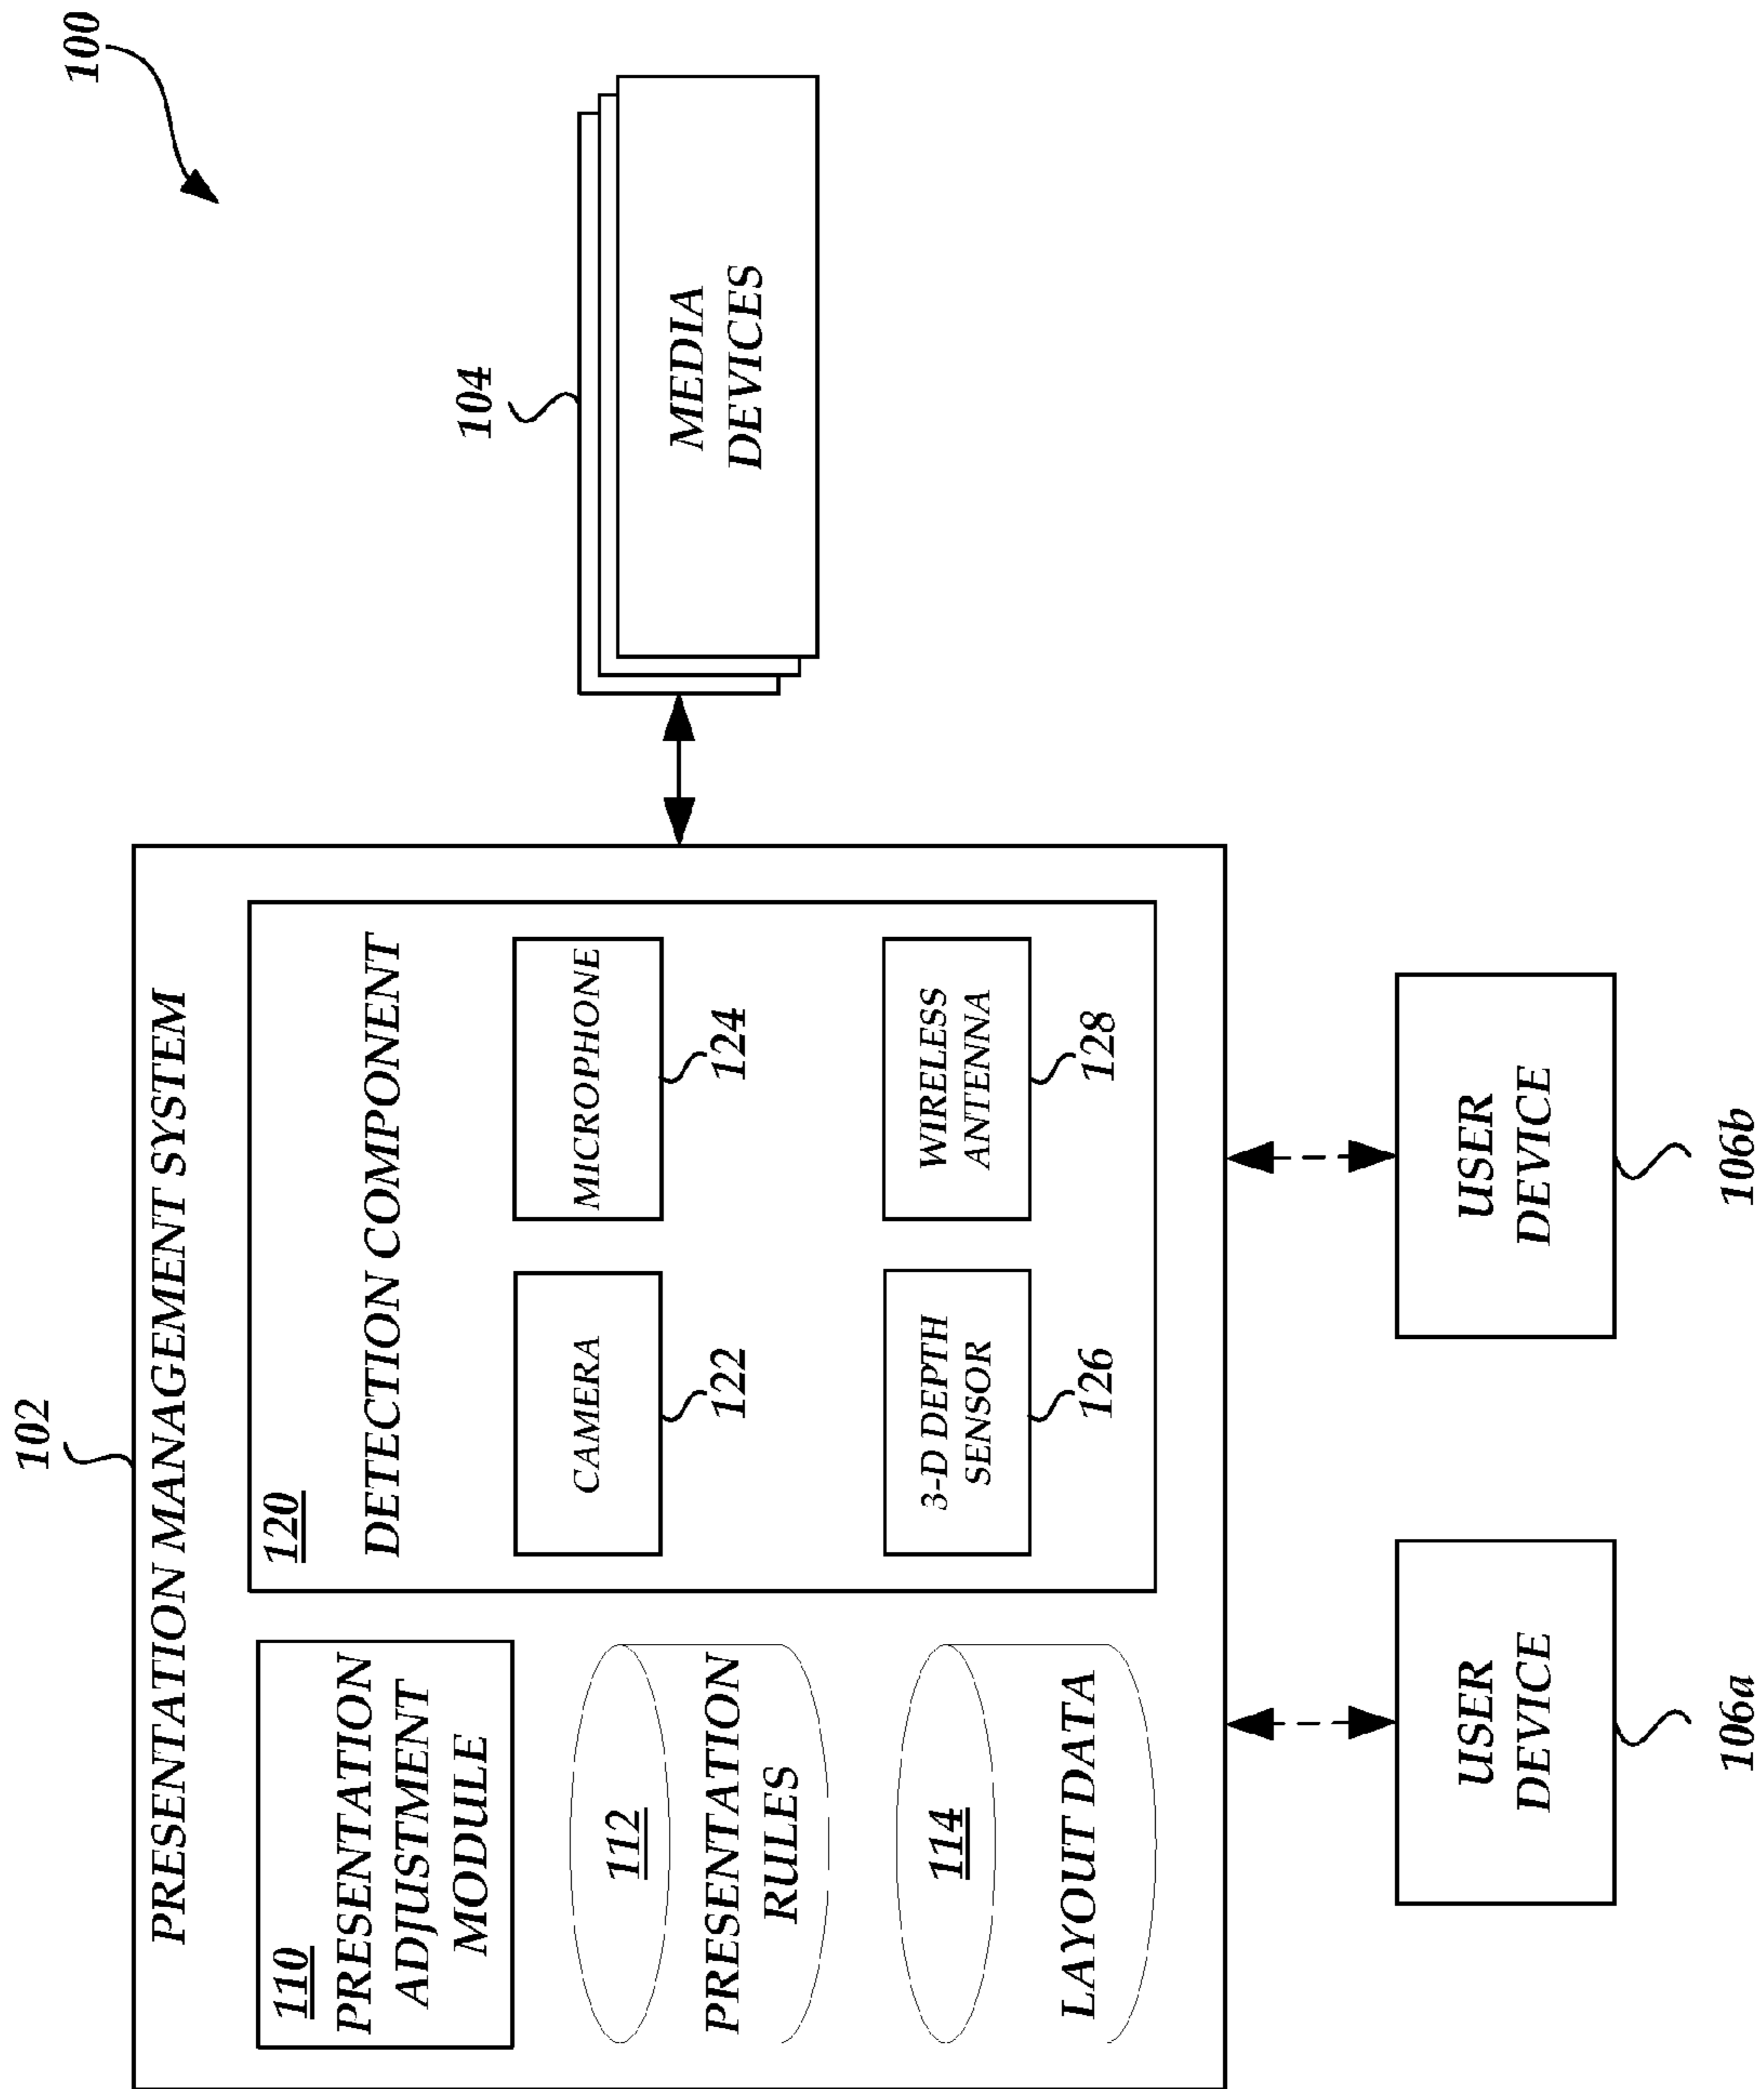 100
102
PRESENTATION MANAGEMENT SYSTEM
110
PRESENTATION
ADJUSTMENT
MODULE
112
PRESENTATION
RULES
114
LAYOUT DATA
120
DETECTION COMPONENT
CAMERA
122
MICROPHONE
124
3-D DEPTH
SENSOR
126
WIRELESS
ANTENNA
128
104
MEDIA
DEVICES
USER
DEVICE
106a
USER
DEVICE
106b